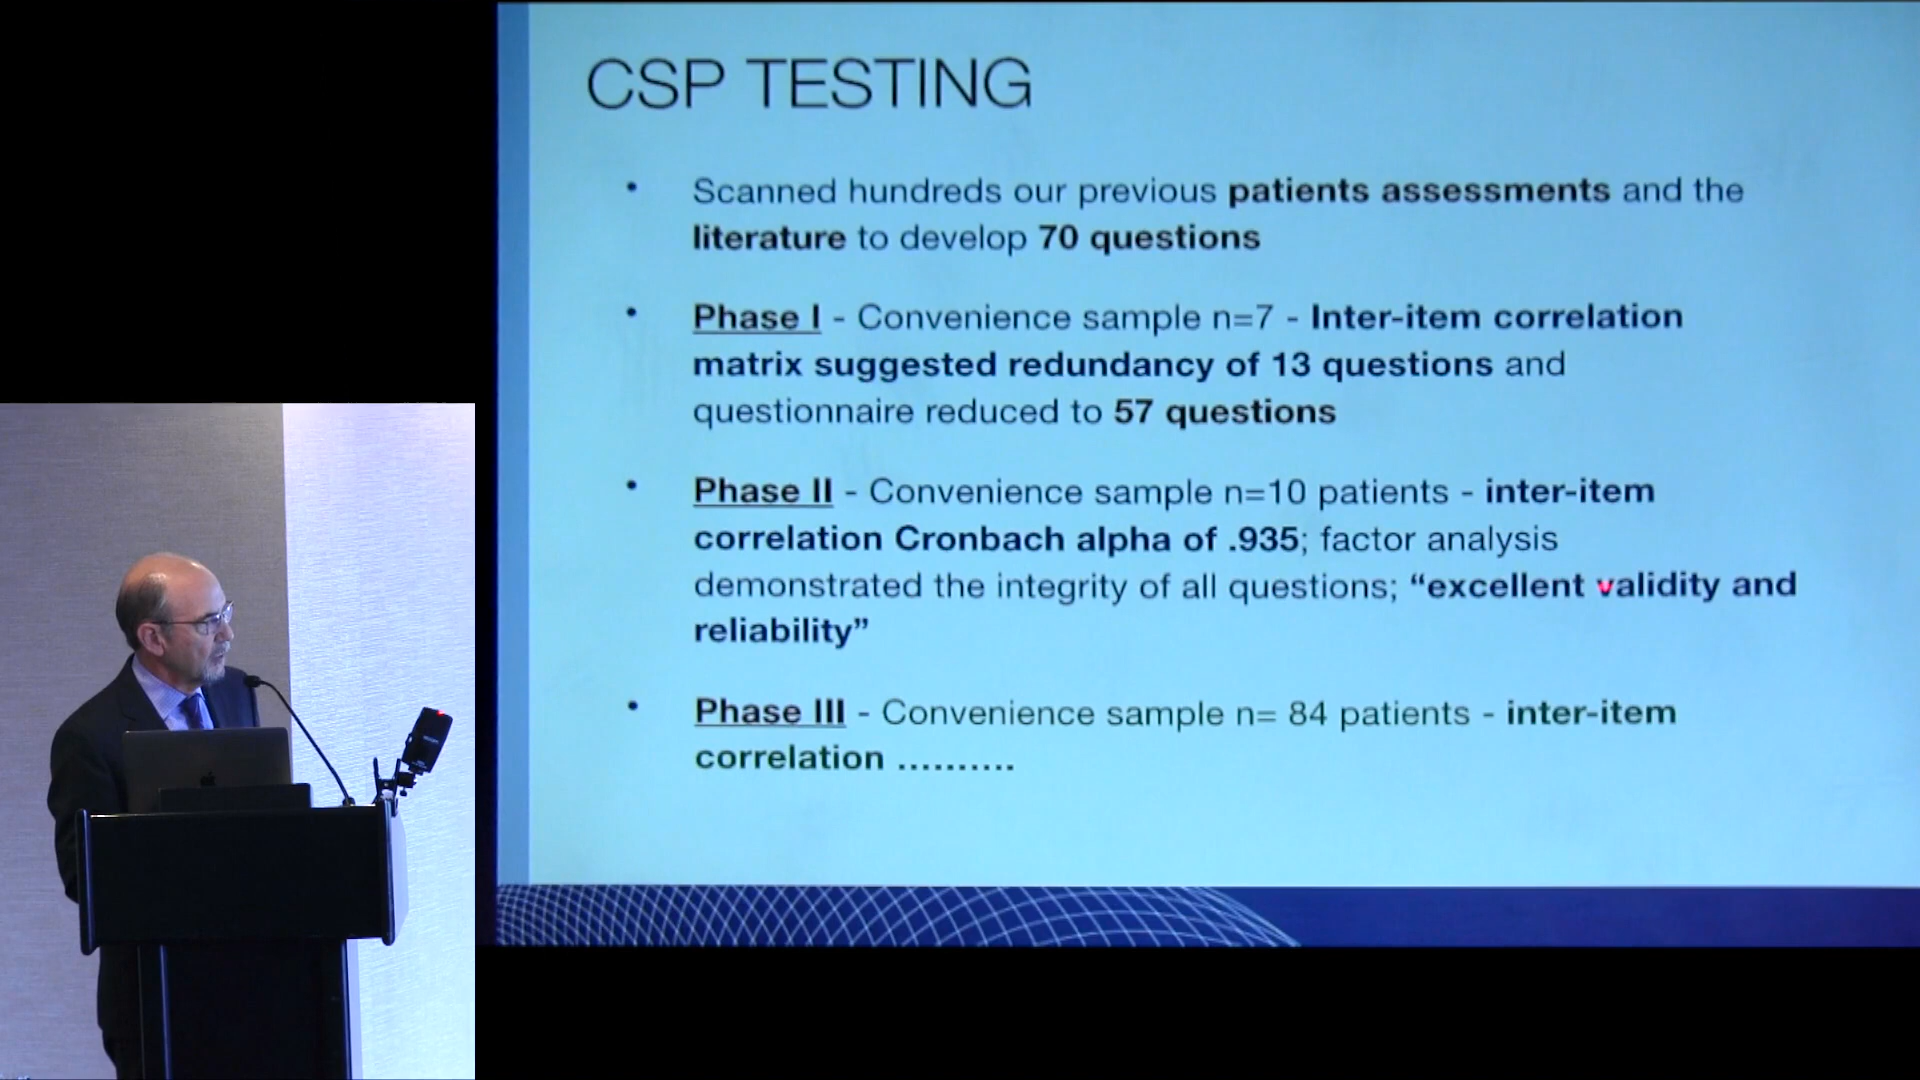 CSP TESTING
• Scanned hundreds our previous patients assessments and the
literature to develop 70 questions
• Phase I - Convenience sample n=7 - Inter-item correlation
matrix suggested redundancy of 13 questions and
questionnaire reduced to 57 questions
• Phase II - Convenience sample n=10 patients - inter-item
correlation Cronbach alpha of .935; factor analysis
demonstrated the integrity of all questions; “excellent validity and
reliability”
• Phase III - Convenience sample n= 84 patients - inter-item
correlation ..........